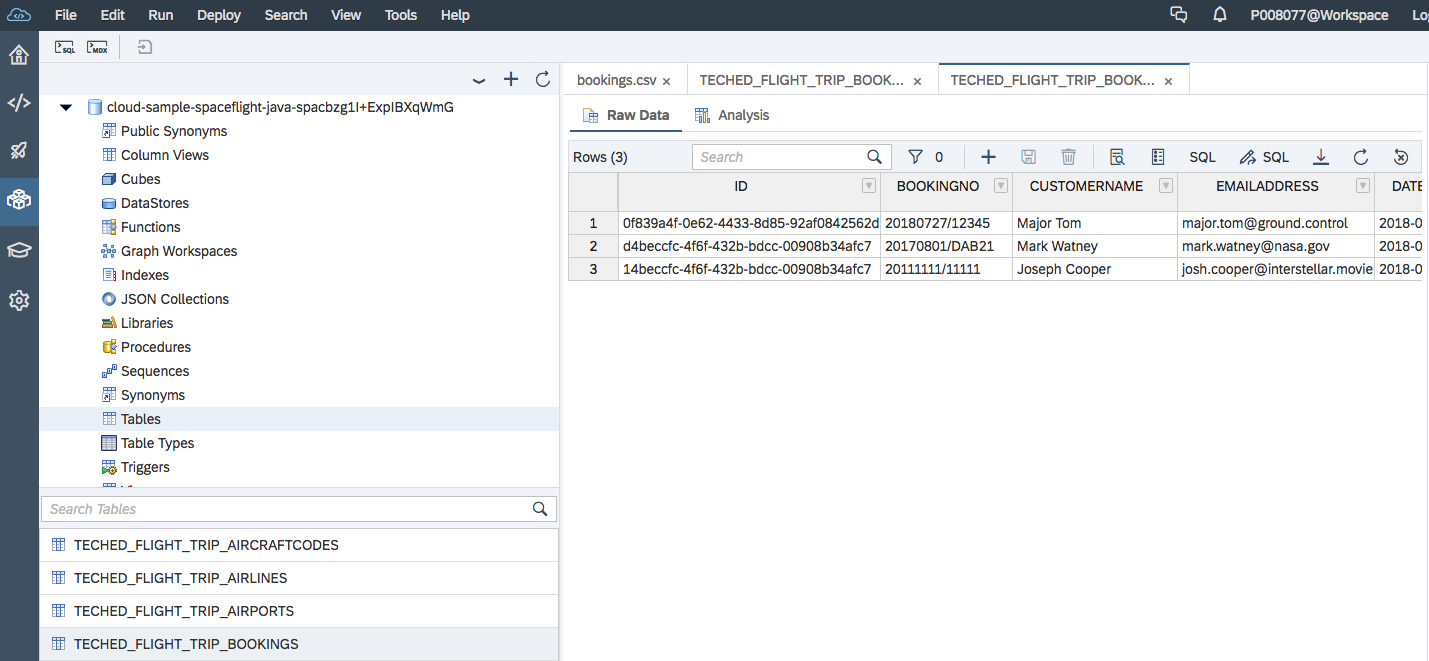 File Edit Run Deploy Search View Tools Help P008077@Workspace Lo
SQL MDX
bookings.csv × TECHED_FLIGHT_TRIP_BOOK... × TECHED_FLIGHT_TRIP_BOOK... ×
cloud-sample-spaceflight-java-spacbzg1I+ExpIBXqWmG
Public Synonyms
Column Views
Cubes
DataStores
Functions
Graph Workspaces
Indexes
JSON Collections
Libraries
Procedures
Sequences
Synonyms
Tables
Table Types
Triggers
Search Tables
TECHED_FLIGHT_TRIP_AIRCRAFTCODES
TECHED_FLIGHT_TRIP_AIRLINES
TECHED_FLIGHT_TRIP_AIRPORTS
TECHED_FLIGHT_TRIP_BOOKINGS
Raw Data Analysis
Rows (3) Search 0 SQL SQL
ID BOOKINGNO CUSTOMERNAME EMAILADDRESS DATE
1 0f839a4f-0e62-4433-8d85-92af0842562d 20180727/12345 Major Tom major.tom@ground.control 2018-0
2 d4beccfc-4f6f-432b-bdcc-00908b34afc7 20170801/DAB21 Mark Watney mark.watney@nasa.gov 2018-0
3 14beccfc-4f6f-432b-bdcc-00908b34afc7 20111111/11111 Joseph Cooper josh.cooper@interstellar.movie 2018-0